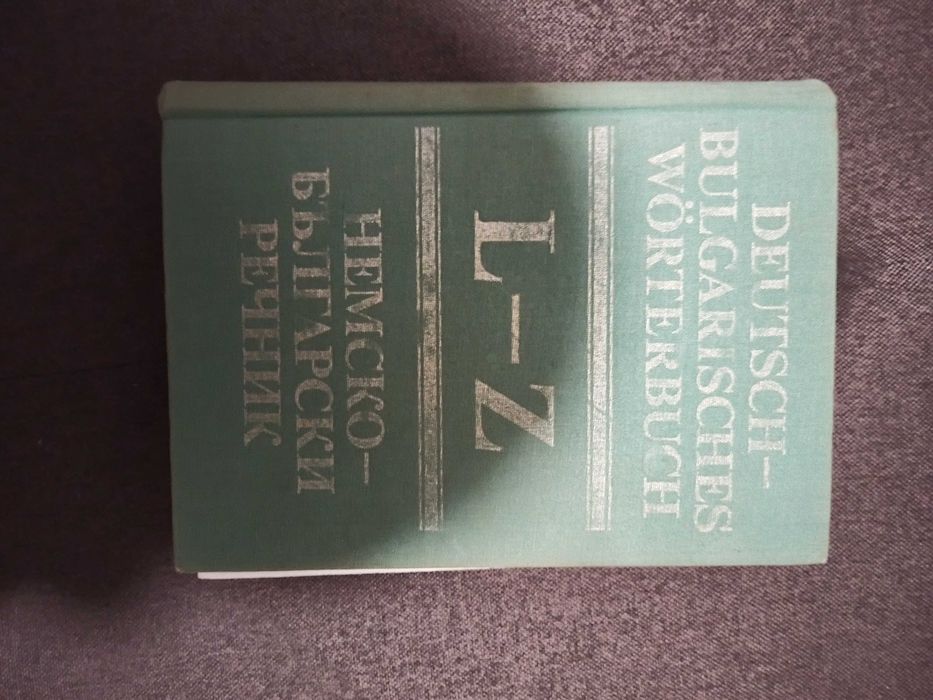 DEUTSCH–
BULGARISCHES
WÖRTERBUCH
L–Z
НЕМСКО–
БЪЛГАРСКИ
РЕЧНИК